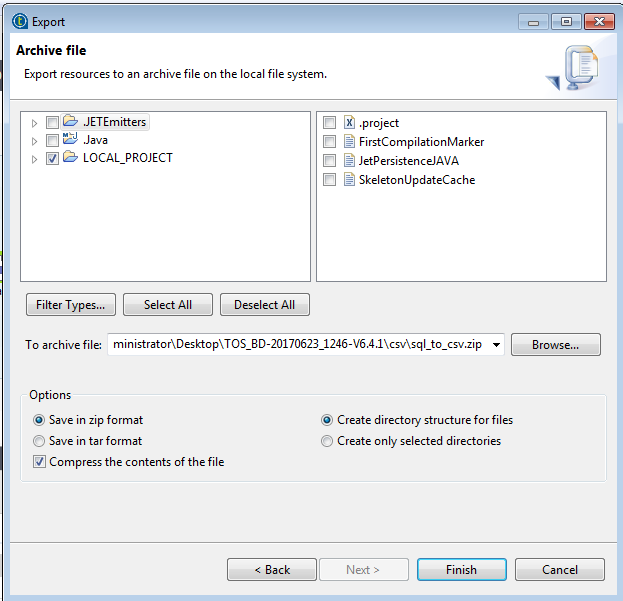 Export
Archive file
Export resources to an archive file on the local file system.
.JETEmitters
.Java
LOCAL_PROJECT
.project
FirstCompilationMarker
JetPersistenceJAVA
SkeletonUpdateCache
Filter Types... Select All Deselect All
To archive file: ministrator\Desktop\TOS_BD-20170623_1246-V6.4.1\csv\sql_to_csv.zip Browse...
Options
Save in zip format Create directory structure for files
Save in tar format Create only selected directories
Compress the contents of the file
< Back Next > Finish Cancel